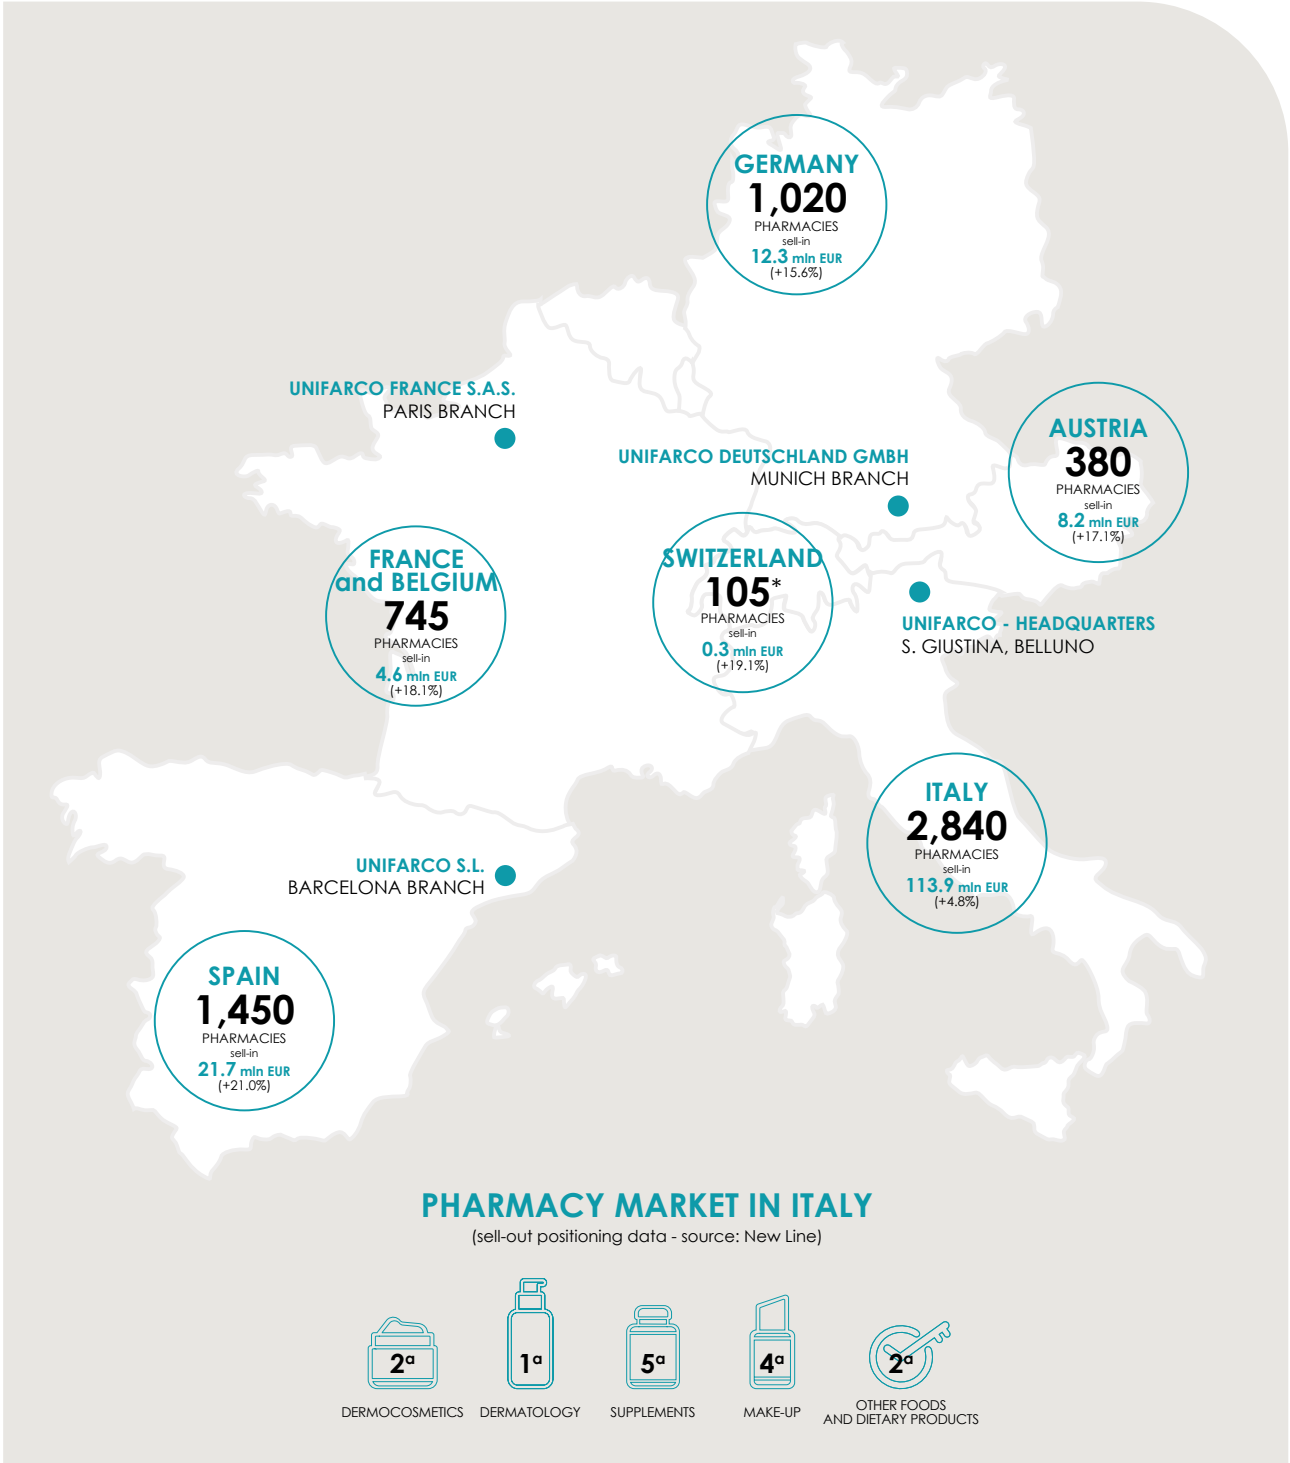 GERMANY
1,020
PHARMACIES
sell-in
12.3 mln EUR
(+15.6%)
UNIFARCO FRANCE S.A.S.
PARIS BRANCH
AUSTRIA
380
PHARMACIES
sell-in
8.2 mln EUR
(+17.1%)
UNIFARCO DEUTSCHLAND GMBH
MUNICH BRANCH
FRANCE
and BELGIUM
745
PHARMACIES
sell-in
4.6 mln EUR
(+18.1%)
SWITZERLAND
105*
PHARMACIES
sell-in
0.3 mln EUR
(+19.1%)
UNIFARCO - HEADQUARTERS
S. GIUSTINA, BELLUNO
ITALY
2,840
PHARMACIES
sell-in
113.9 mln EUR
(+4.8%)
UNIFARCO S.L.
BARCELONA BRANCH
SPAIN
1,450
PHARMACIES
sell-in
21.7 mln EUR
(+21.0%)
PHARMACY MARKET IN ITALY
(sell-out positioning data - source: New Line)
2ª
DERMOCOSMETICS
1ª
DERMATOLOGY
5ª
SUPPLEMENTS
4ª
MAKE-UP
2ª
OTHER FOODS
AND DIETARY PRODUCTS